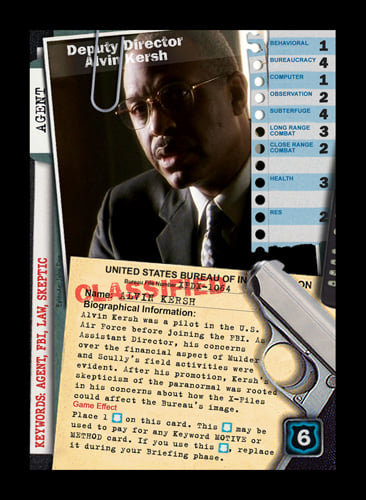 Deputy Director
Alvin Kersh
AGENT
KEYWORDS: AGENT, FBI, LAW, SKEPTIC
BEHAVIORAL 1
BUREAUCRACY 4
COMPUTER 1
OBSERVATION 2
SUBTERFUGE 4
LONG RANGE COMBAT 3
CLOSE RANGE COMBAT 2
HEALTH 3
RES 2
UNITED STATES BUREAU OF IN ON
Bureau File Number XFDX-1064
CLASSIFIED
Name: ALVIN KERSH
Biographical Information:
Alvin Kersh was a pilot in the U.S.
Air Force before joining the FBI. As
Assistant Director, his concerns
over the financial aspect of Mulder
and Scully's field activities were
evident. After his promotion, Kersh's
skepticism of the paranormal was rooted
in his concerns about how the X-Files
could affect the Bureau's image.
Game Effect
Place 1 on this card. This may be
used to pay for any Keyword MOTIVE or
METHOD card. If you use this , replace
it during your Briefing phase.
6